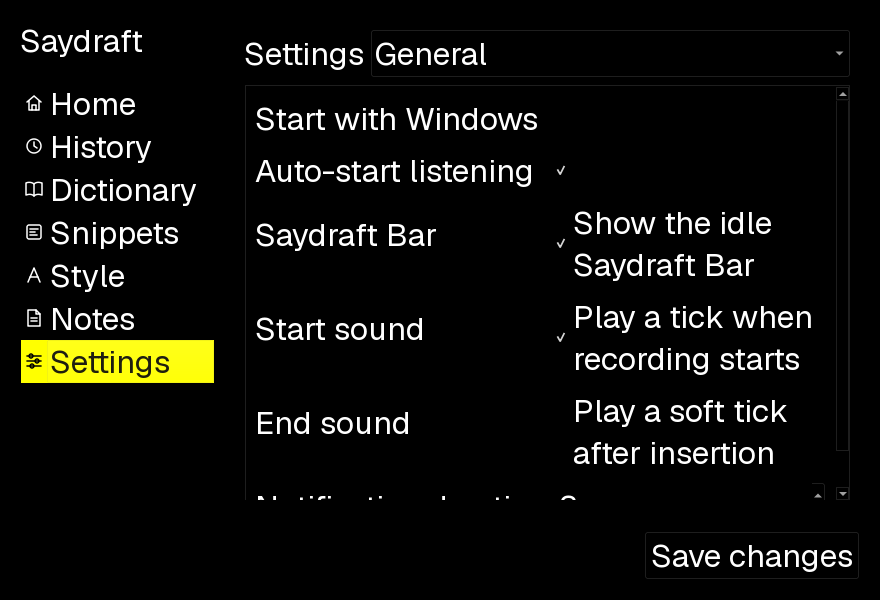 Saydraft
Home
History
Dictionary
Snippets
Style
Notes
Settings
Settings General
Start with Windows
Auto-start listening
Saydraft Bar
Show the idle
Saydraft Bar
Start sound
Play a tick when
recording starts
End sound
Play a soft tick
after insertion
Save changes